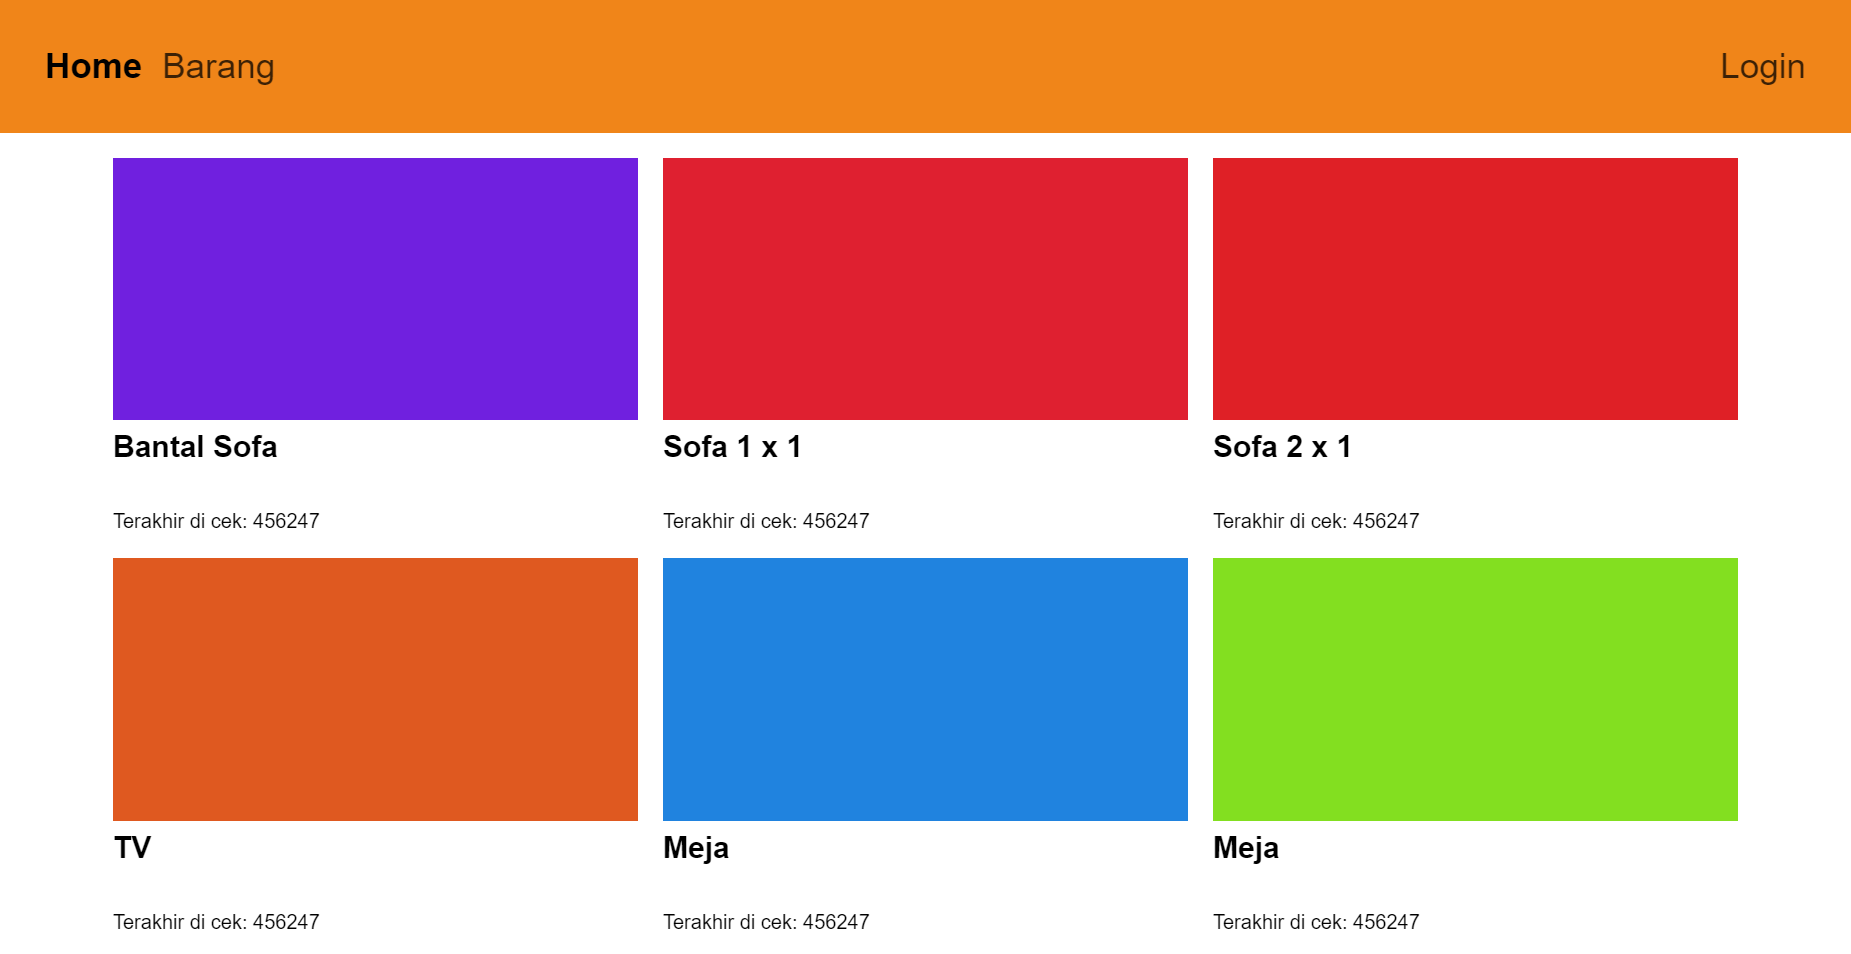 Home Barang Login
Bantal Sofa
Sofa 1 x 1
Sofa 2 x 1
Terakhir di cek: 456247
Terakhir di cek: 456247
Terakhir di cek: 456247
TV
Meja
Meja
Terakhir di cek: 456247
Terakhir di cek: 456247
Terakhir di cek: 456247